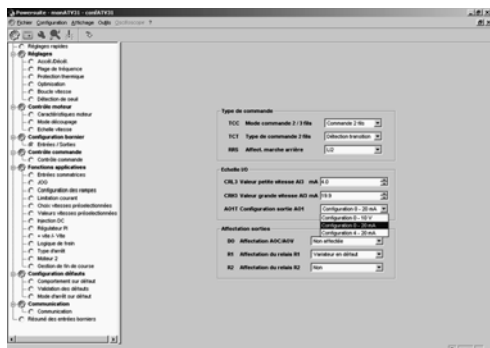 Powersuite - monATV31 - conFATV31
Fichier Configuration Affichage Outils Oscilloscope ?
Réglages rapides
Réglages
Accél./Décél.
Plage de fréquence
Protection thermique
Optimisation
Boucle vitesse
Détection de seuil
Contrôle moteur
Caractéristiques moteur
Mode découpage
Echelle vitesse
Configuration bornier
Entrées / Sorties
Contrôle commande
Contrôle commande
Fonctions applicatives
Entrées sommatrices
JOG
Configuration des rampes
Limitation courant
Choix vitesses présélectionnées
Valeurs vitesses présélectionnées
Injection DC
Régulateur PI
+ vite /- Vite
Logique de frein
Type d'arrêt
Moteur 2
Gestion de fin de course
Configuration défauts
Comportement sur défaut
Validation des défauts
Mode d'arrêt sur défaut
Communication
Communication
Résumé des entrées borniers
Type de commande
TCC Mode commande 2 / 3 fils Commande 2 fils
TCT Type de commande 2 fils Détection transition
RRS Affect. marche arrière LI2
Echelle I/O
CRL3 Valeur petite vitesse AI3 mA 4.0
CRH3 Valeur grande vitesse AI3 mA 19.9
AO1T Configuration sortie AO1 Configuration 0 - 20 mA
Configuration 0 - 10 V
Configuration 0 - 20 mA
Configuration 4 - 20 mA
Affectation sorties
DO Affectation AOC/AOV Non affectée
R1 Affectation du relais R1 Variateur en défaut
R2 Affectation du relais R2 Non